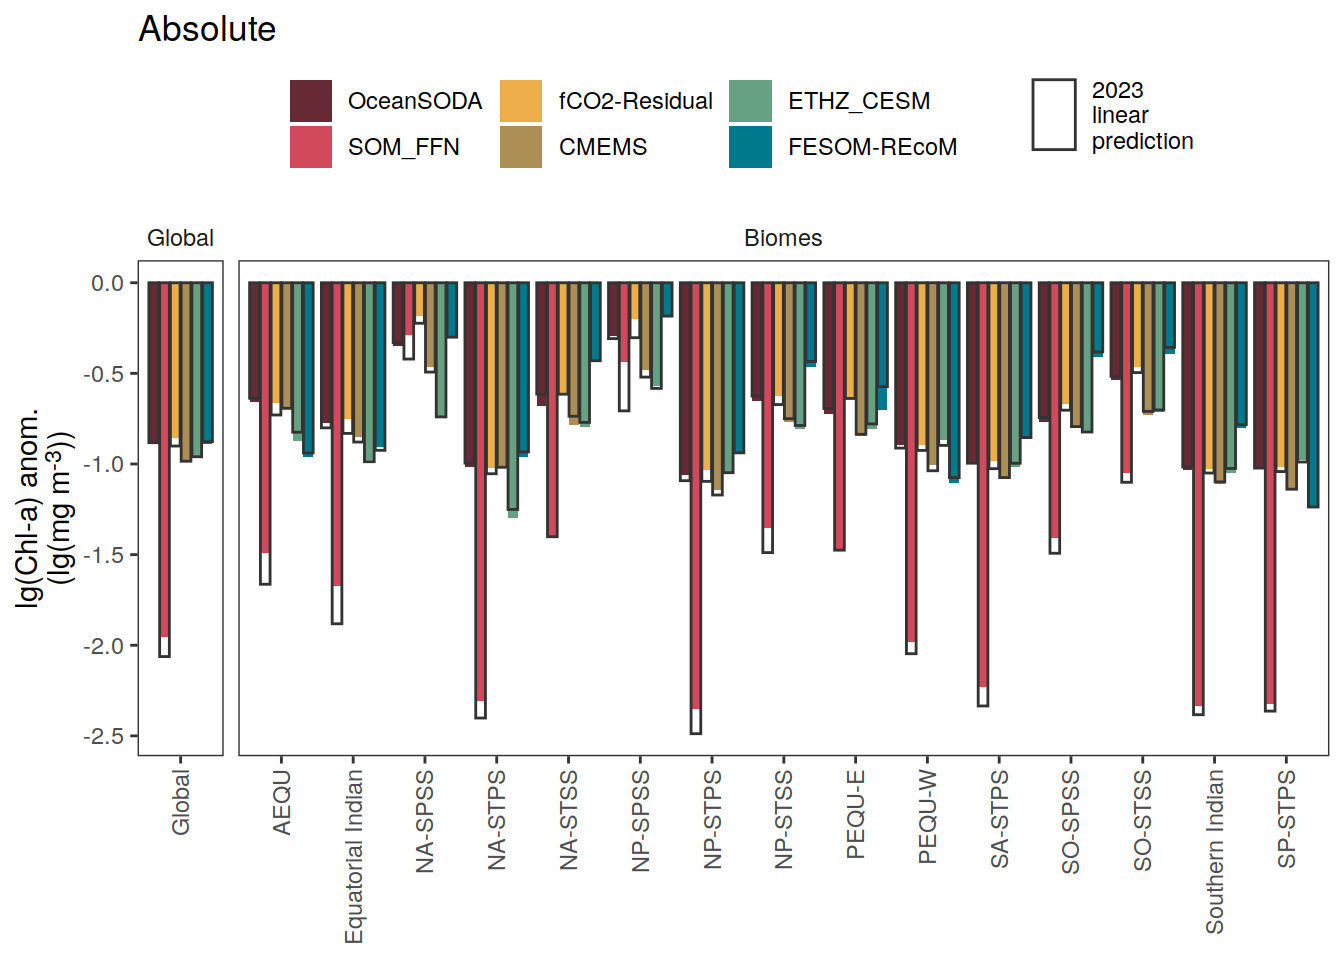 Absolute
OceanSODA
SOM_FFN
fCO2-Residual
CMEMS
ETHZ_CESM
FESOM-REcoM
2023
linear
prediction
Global
Biomes
lg(Chl-a) anom.
(lg(mg m⁻³))
0.0
-0.5
-1.0
-1.5
-2.0
-2.5
Global
AEQU
Equatorial Indian
NA-SPSS
NA-STPS
NA-STSS
NP-SPSS
NP-STPS
NP-STSS
PEQU-E
PEQU-W
SA-STPS
SO-SPSS
SO-STSS
Southern Indian
SP-STPS